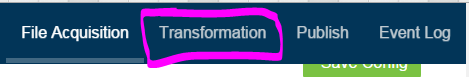 File Acquisition Transformation Publish Event Log
Save Config